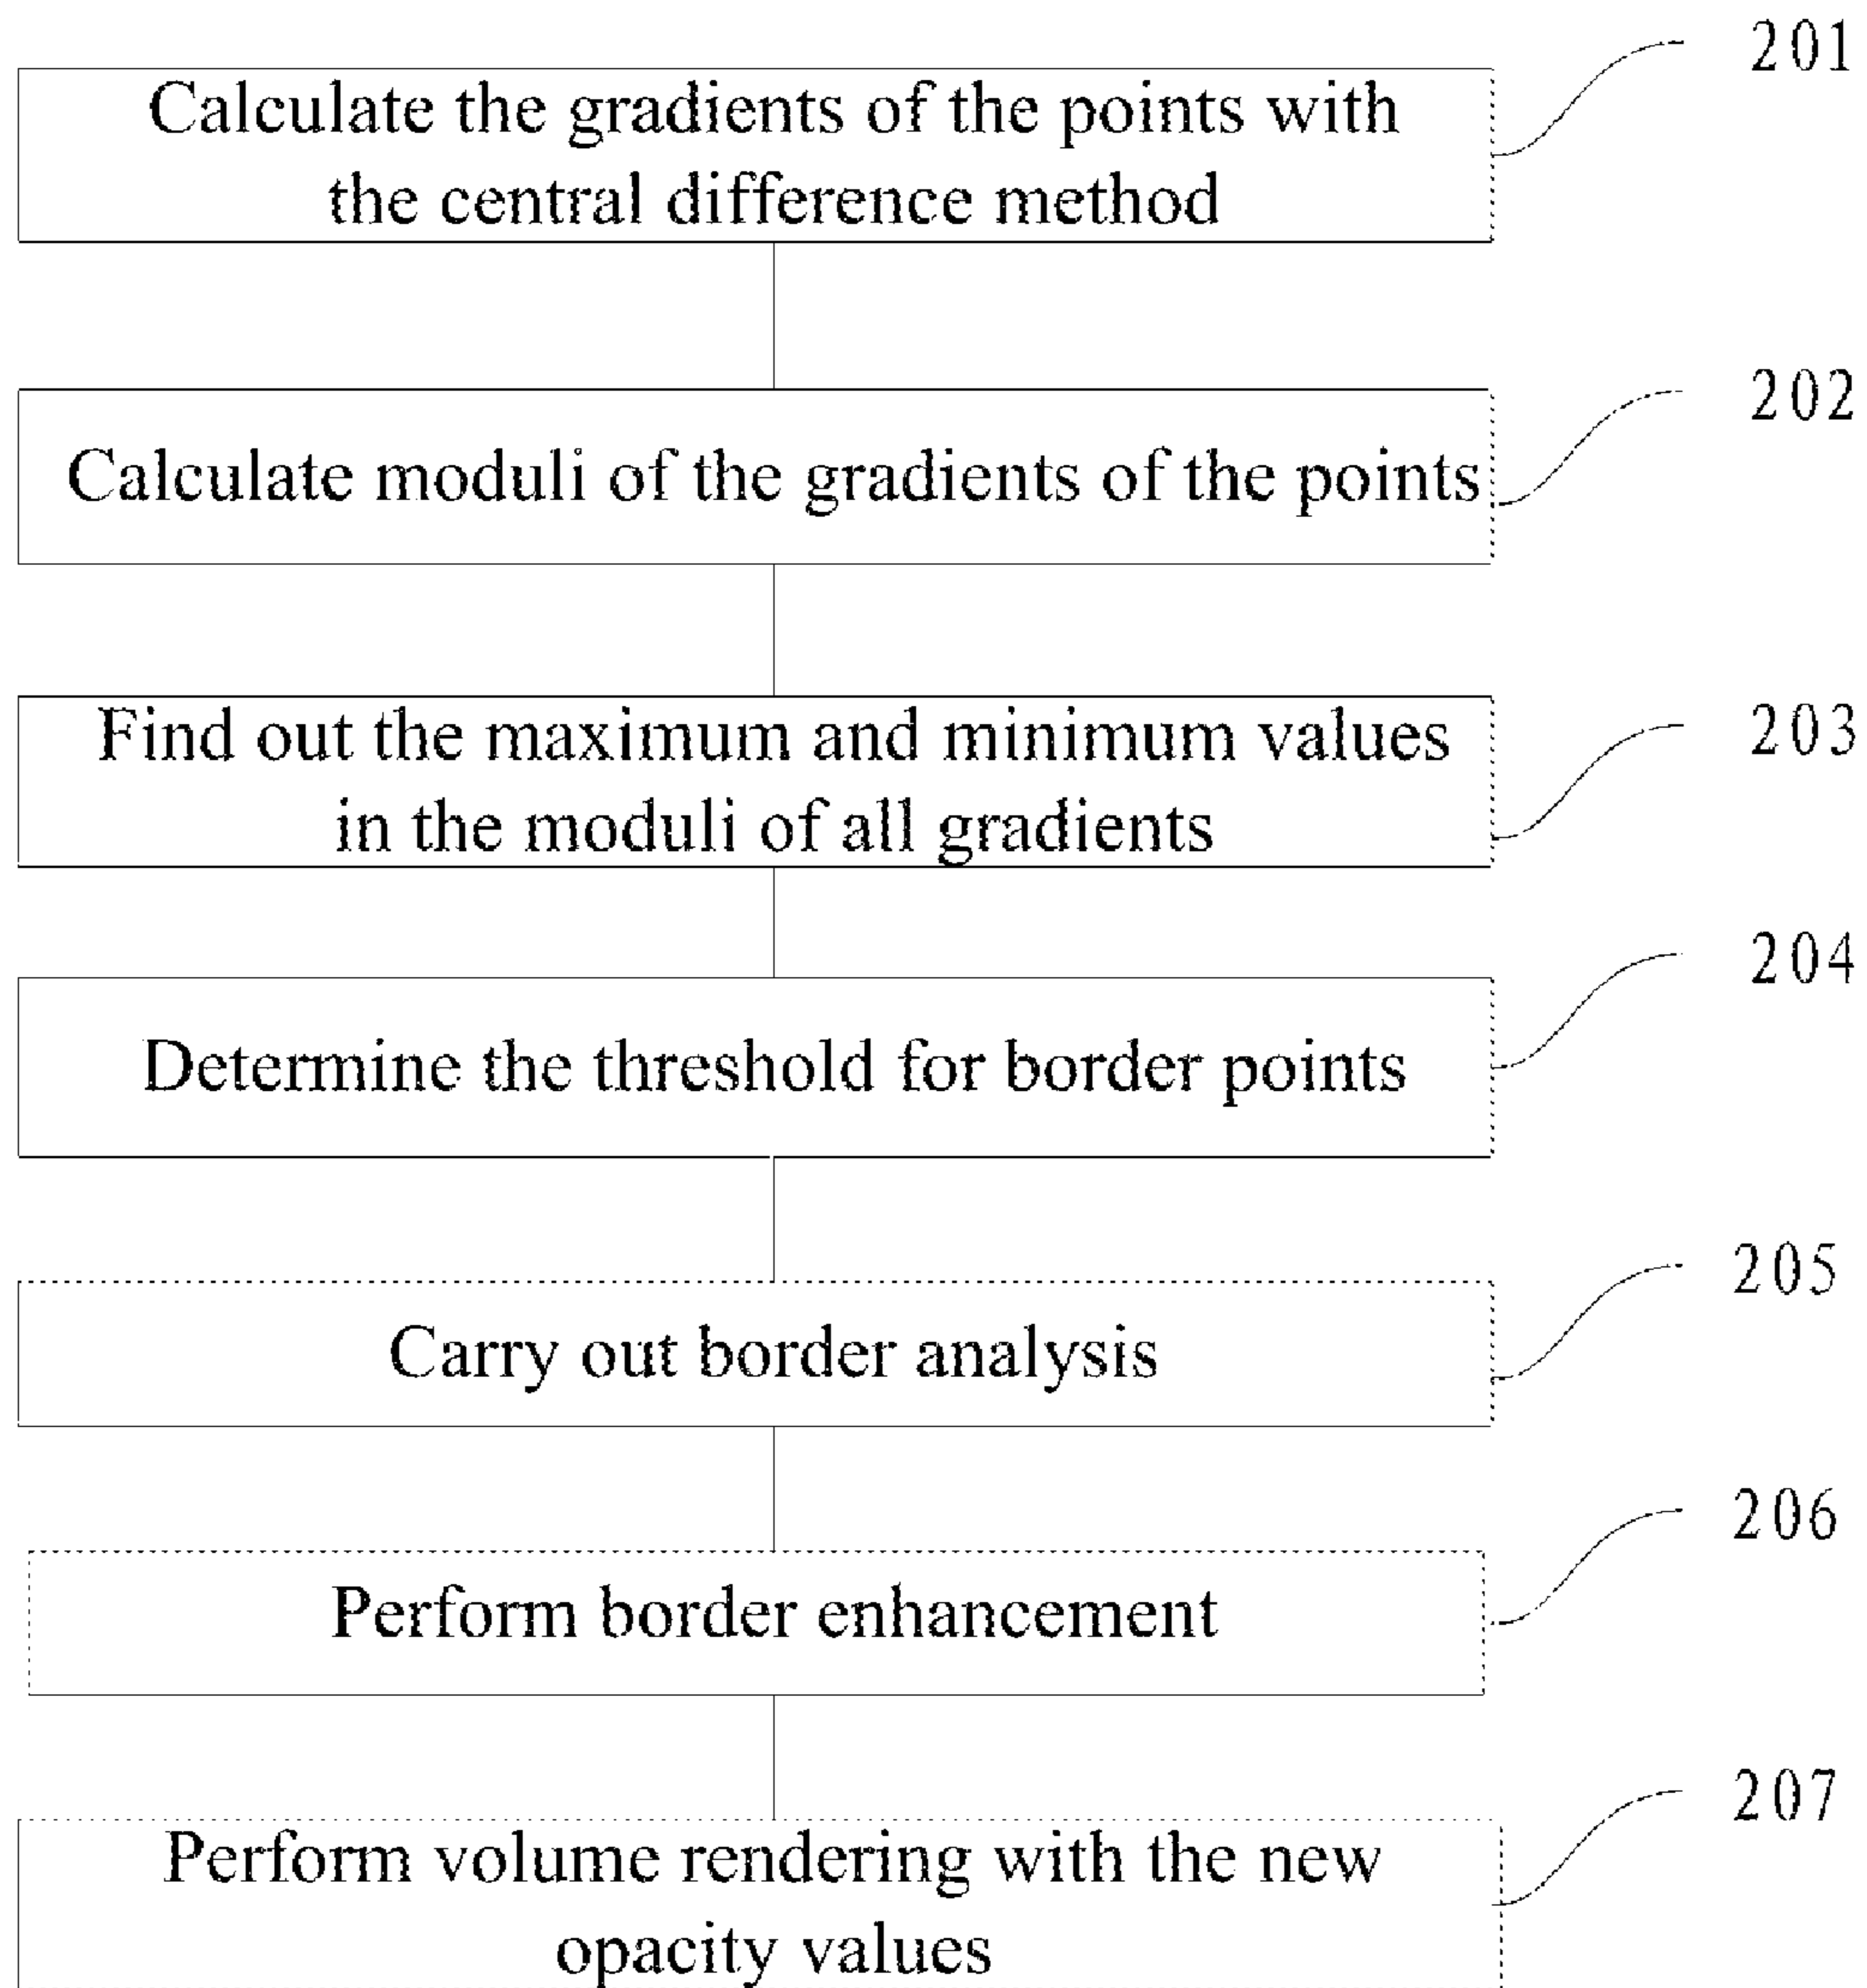 201
Calculate the gradients of the points with
the central difference method
202
Calculate moduli of the gradients of the points
203
Find out the maximum and minimum values
in the moduli of all gradients
204
Determine the threshold for border points
205
Carry out border analysis
206
Perform border enhancement
207
Perform volume rendering with the new
opacity values